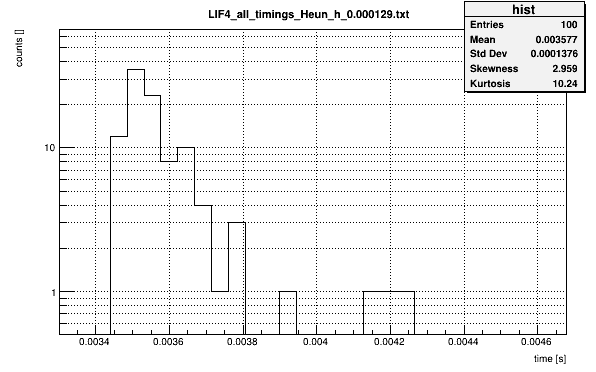 LIF4_all_timings_Heun_h_0.000129.txt
hist
Entries 100
Mean 0.003577
Std Dev 0.0001376
Skewness 2.959
Kurtosis 10.24
counts []
10
1
0.0034 0.0036 0.0038 0.004 0.0042 0.0044 0.0046
time [s]